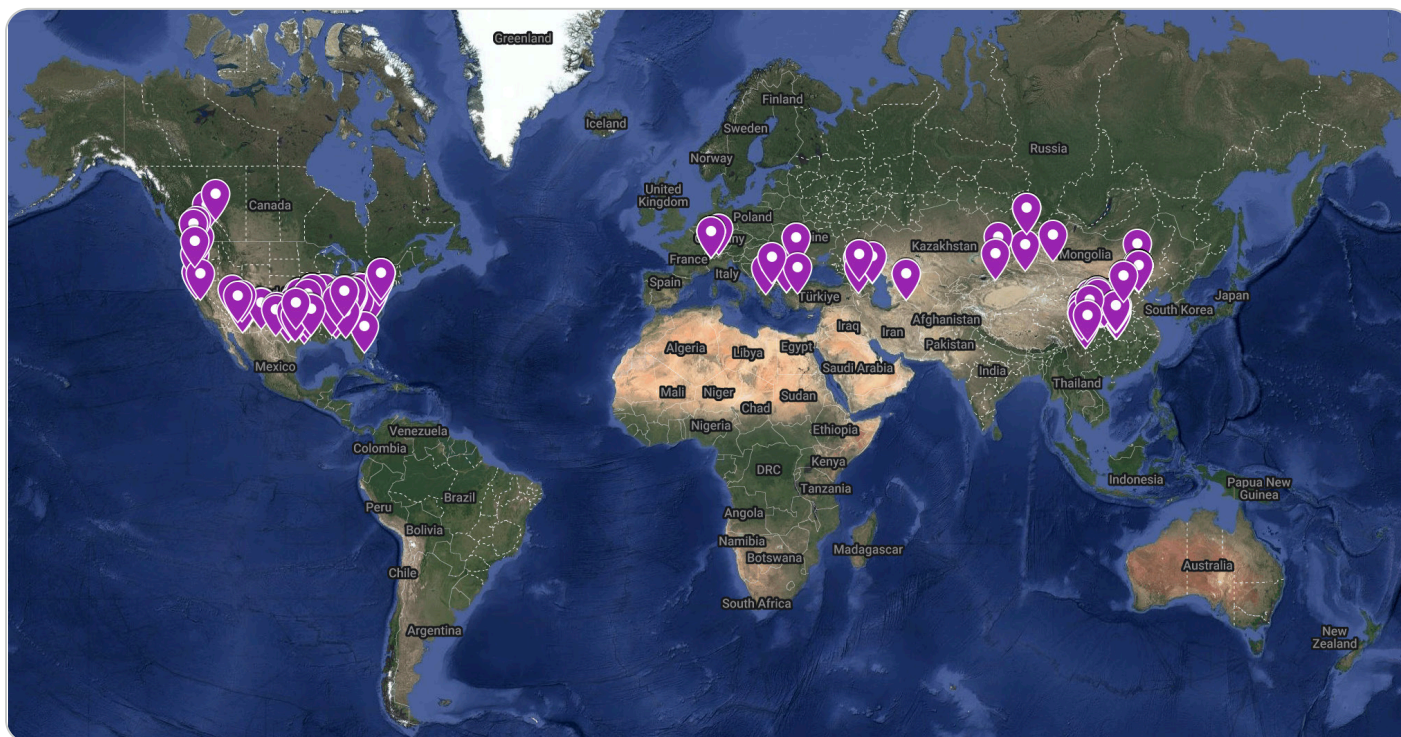 Greenland
Iceland
Finland
Sweden
Norway
Russia
United
Kingdom
Canada
Poland
France
Italy
Spain
Türkiye
Kazakhstan
Mongolia
Japan
South Korea
Iraq
Iran
Afghanistan
Pakistan
Mexico
Algeria
Libya
Egypt
Saudi Arabia
India
Thailand
Mali
Niger
Chad
Sudan
Nigeria
Ethiopia
Venezuela
Colombia
DRC
Kenya
Tanzania
Indonesia
Papua New
Guinea
Brazil
Peru
Bolivia
Angola
Namibia
Botswana
Madagascar
Australia
Chile
South Africa
Argentina
New
Zealand